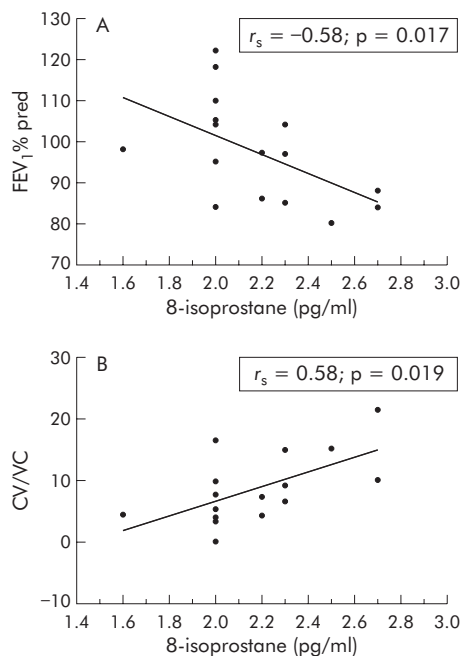 A
r_s = −0.58; p = 0.017
130
120
110
100
90
80
70
FEV₁% pred
1.4 1.6 1.8 2.0 2.2 2.4 2.6 2.8 3.0
8-isoprostane (pg/ml)
B
r_s = 0.58; p = 0.019
30
20
10
0
−10
CV/VC
1.4 1.6 1.8 2.0 2.2 2.4 2.6 2.8 3.0
8-isoprostane (pg/ml)